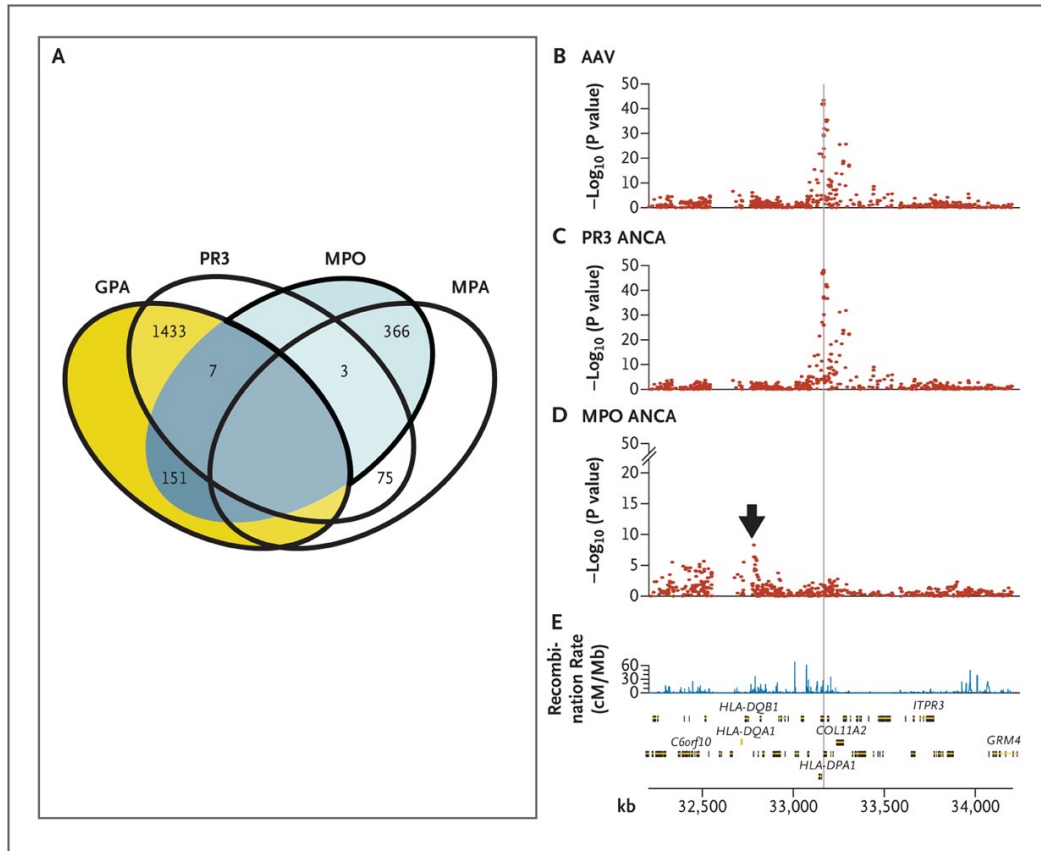 A
GPA
PR3
MPO
MPA
1433
366
7
3
151
75
B AAV
−Log10 (P value)
50
40
30
20
10
0
C PR3 ANCA
−Log10 (P value)
50
40
30
20
10
0
D MPO ANCA
−Log10 (P value)
50
20
15
10
5
0
E
Recombi-
nation Rate
(cM/Mb)
60
30
0
HLA-DQB1
ITPR3
HLA-DQA1
COL11A2
C6orf10
GRM4
HLA-DPA1
kb
32,500
33,000
33,500
34,000